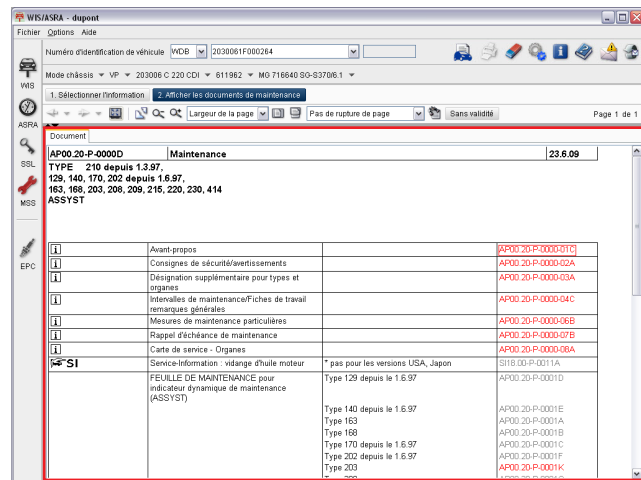 WIS/ASRA - dupont
Fichier Options Aide
Numéro d'identification de véhicule WDB 2030061F000264
Mode châssis VP 203006 C 220 CDI 611962 MG 716640 SG-S370/6.1
WIS
ASRA
SSL
MSS
EPC
1. Sélectionner l'information 2. Afficher les documents de maintenance
Largeur de la page Pas de rupture de page Sans validité Page 1 de 1
Document
AP00.20-P-0000D Maintenance 23.6.09
TYPE 210 depuis 1.3.97,
129, 140, 170, 202 depuis 1.6.97,
163, 168, 203, 208, 209, 215, 220, 230, 414
ASSYST
i Avant-propos AP00.20-P-0000-01C
i Consignes de sécurité/avertissements AP00.20-P-0000-02A
i Désignation supplémentaire pour types et AP00.20-P-0000-03A
organes
i Intervalles de maintenance/Fiches de travail AP00.20-P-0000-04C
remarques générales
i Mesures de maintenance particulières AP00.20-P-0000-06B
i Rappel d'échéance de maintenance AP00.20-P-0000-07B
i Carte de service - Organes AP00.20-P-0000-08A
SI Service-Information : vidange d'huile moteur * pas pour les versions USA, Japon SI18.00-P-0011A
FEUILLE DE MAINTENANCE pour Type 129 depuis le 1.6.97 AP00.20-P-0001D
indicateur dynamique de maintenance
(ASSYST)
Type 140 depuis le 1.6.97 AP00.20-P-0001E
Type 163 AP00.20-P-0001A
Type 168 AP00.20-P-0001B
Type 170 depuis le 1.6.97 AP00.20-P-0001C
Type 202 depuis le 1.6.97 AP00.20-P-0001F
Type 203 AP00.20-P-0001K